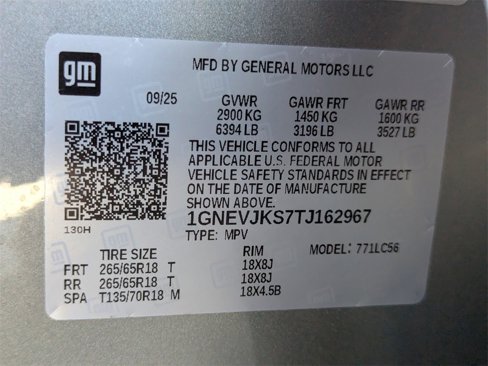 gm
MFD BY GENERAL MOTORS LLC
09/25 GVWR GAWR FRT GAWR RR
2900 KG 1450 KG 1600 KG
6394 LB 3196 LB 3527 LB
THIS VEHICLE CONFORMS TO ALL
APPLICABLE U.S. FEDERAL MOTOR
VEHICLE SAFETY STANDARDS IN EFFECT
ON THE DATE OF MANUFACTURE
SHOWN ABOVE.
130H
1GNEVJKS7TJ162967
TYPE: MPV MODEL: 771LC56
TIRE SIZE RIM
FRT 265/65R18 T 18X8J
RR 265/65R18 T 18X8J
SPA T135/70R18 M 18X4.5B